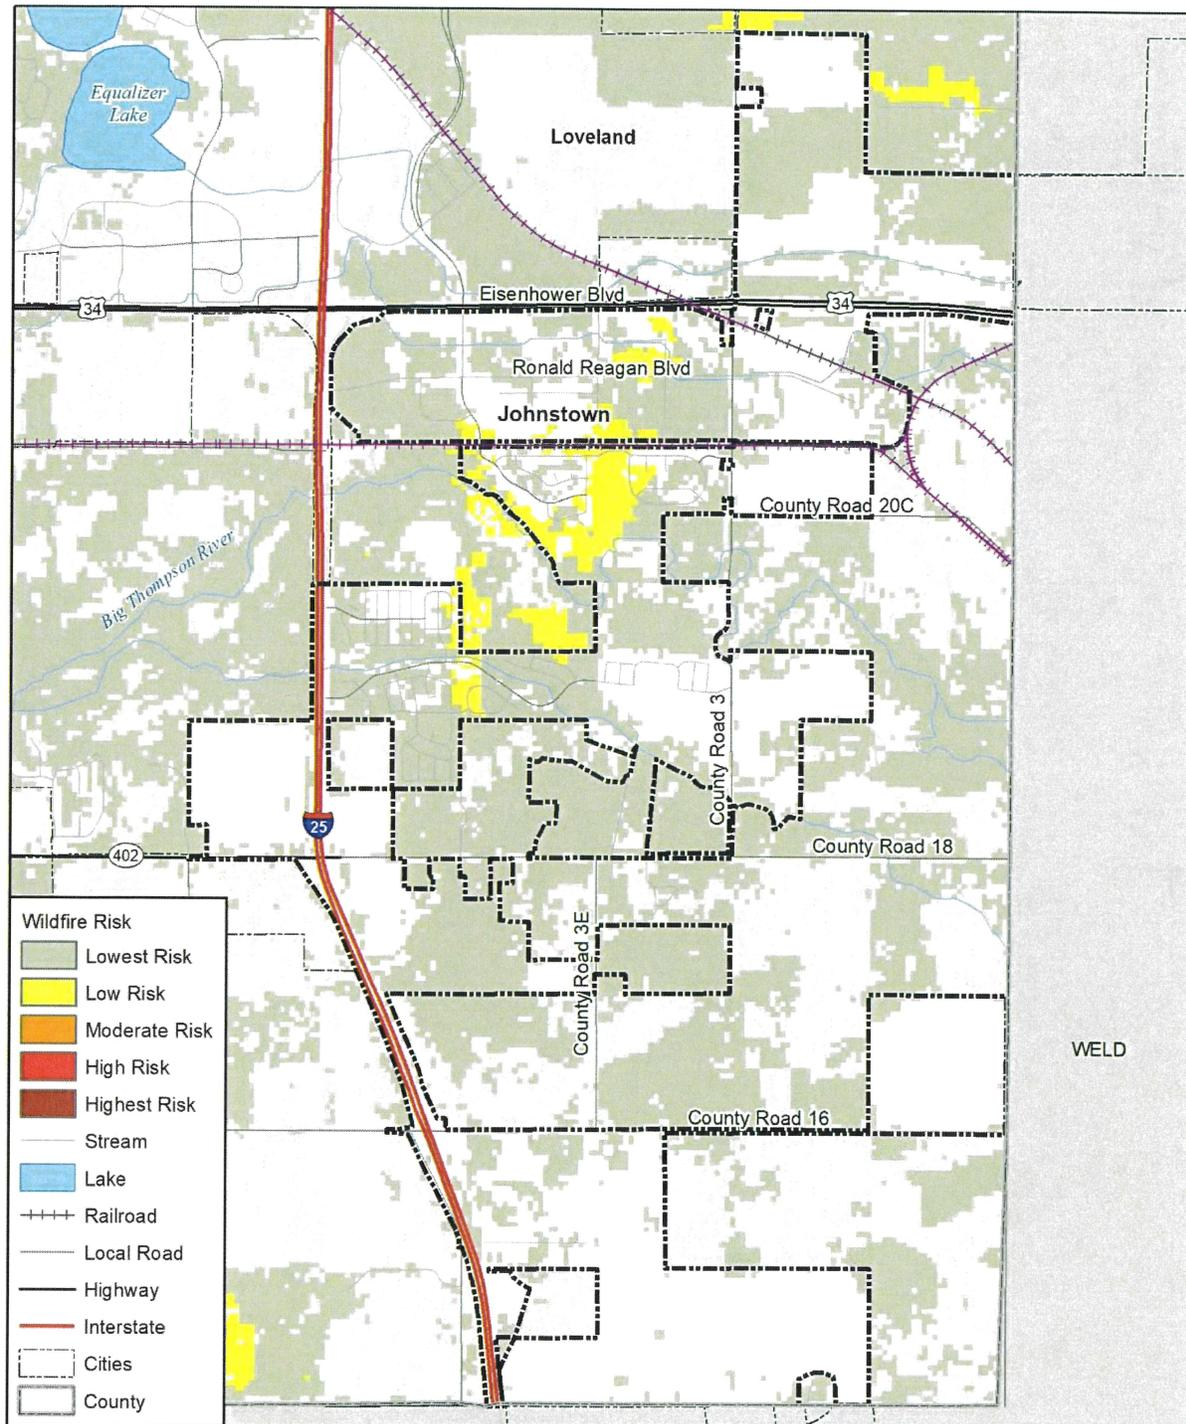 Equalizer
Lake
Loveland
Eisenhower Blvd
34
34
Ronald Reagan Blvd
Johnstown
County Road 20C
Big Thompson River
County Road 3
25
402
County Road 18
County Road 3E
WELD
County Road 16
Wildfire Risk
Lowest Risk
Low Risk
Moderate Risk
High Risk
Highest Risk
Stream
Lake
Railroad
Local Road
Highway
Interstate
Cities
County